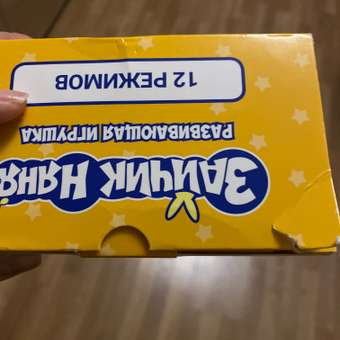 ЗАЙЧИК НЯНЯ
РАЗВИВАЮЩАЯ ИГРУШКА
12 РЕЖИМОВ